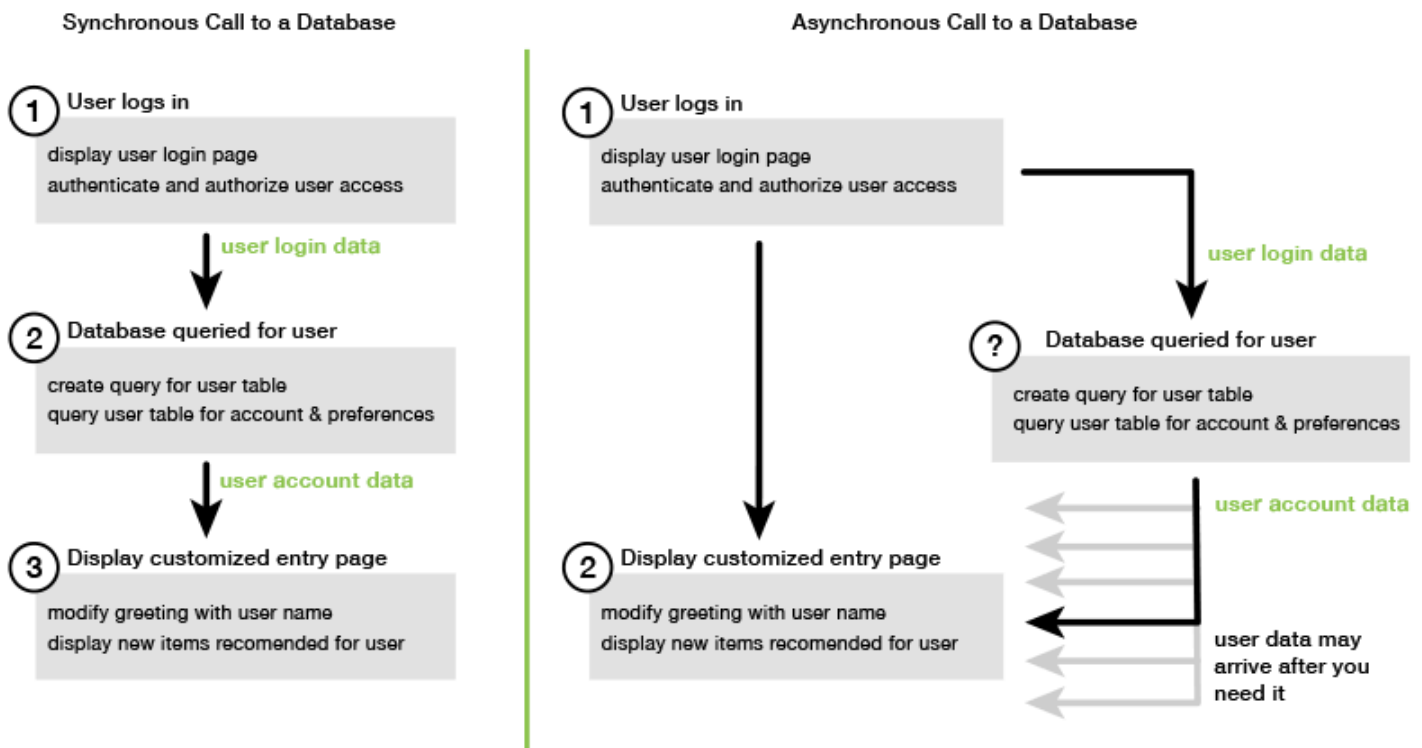 Synchronous Call to a Database
1
User logs in
display user login page
authenticate and authorize user access
user login data
2
Database queried for user
create query for user table
query user table for account & preferences
user account data
3
Display customized entry page
modify greeting with user name
display new items recomended for user
Asynchronous Call to a Database
1
User logs in
display user login page
authenticate and authorize user access
user login data
?
Database queried for user
create query for user table
query user table for account & preferences
user account data
2
Display customized entry page
modify greeting with user name
display new items recomended for user
user data may
arrive after you
need it